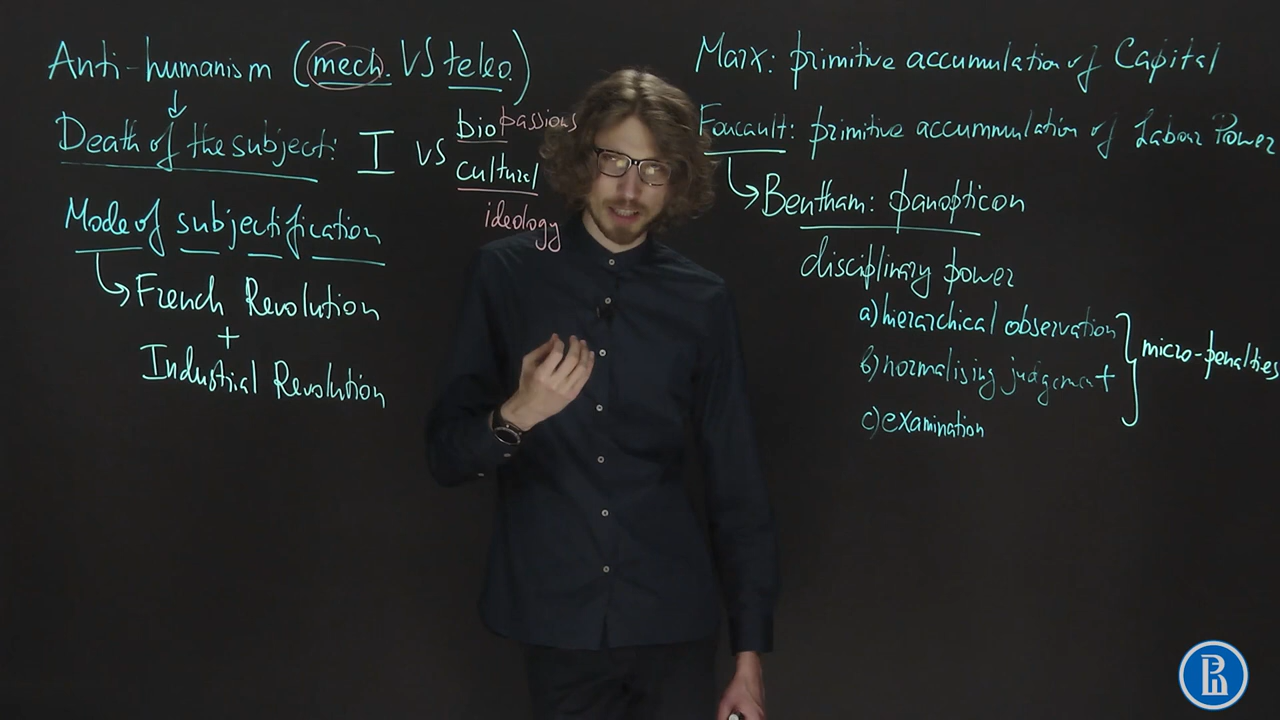 Anti-humanism (mech. VS teleo.)
Death of the subject: I vs bio passions
cultural
ideology
Mode of subjectification
French Revolution
+
Industrial Revolution
Marx: primitive accumulation of Capital
Foucault: primitive accummulation of Labour Power
Bentham: panopticon
disciplinary power
a) hierarchical observation
b) normalising judgement
c) examination
micro-penalties